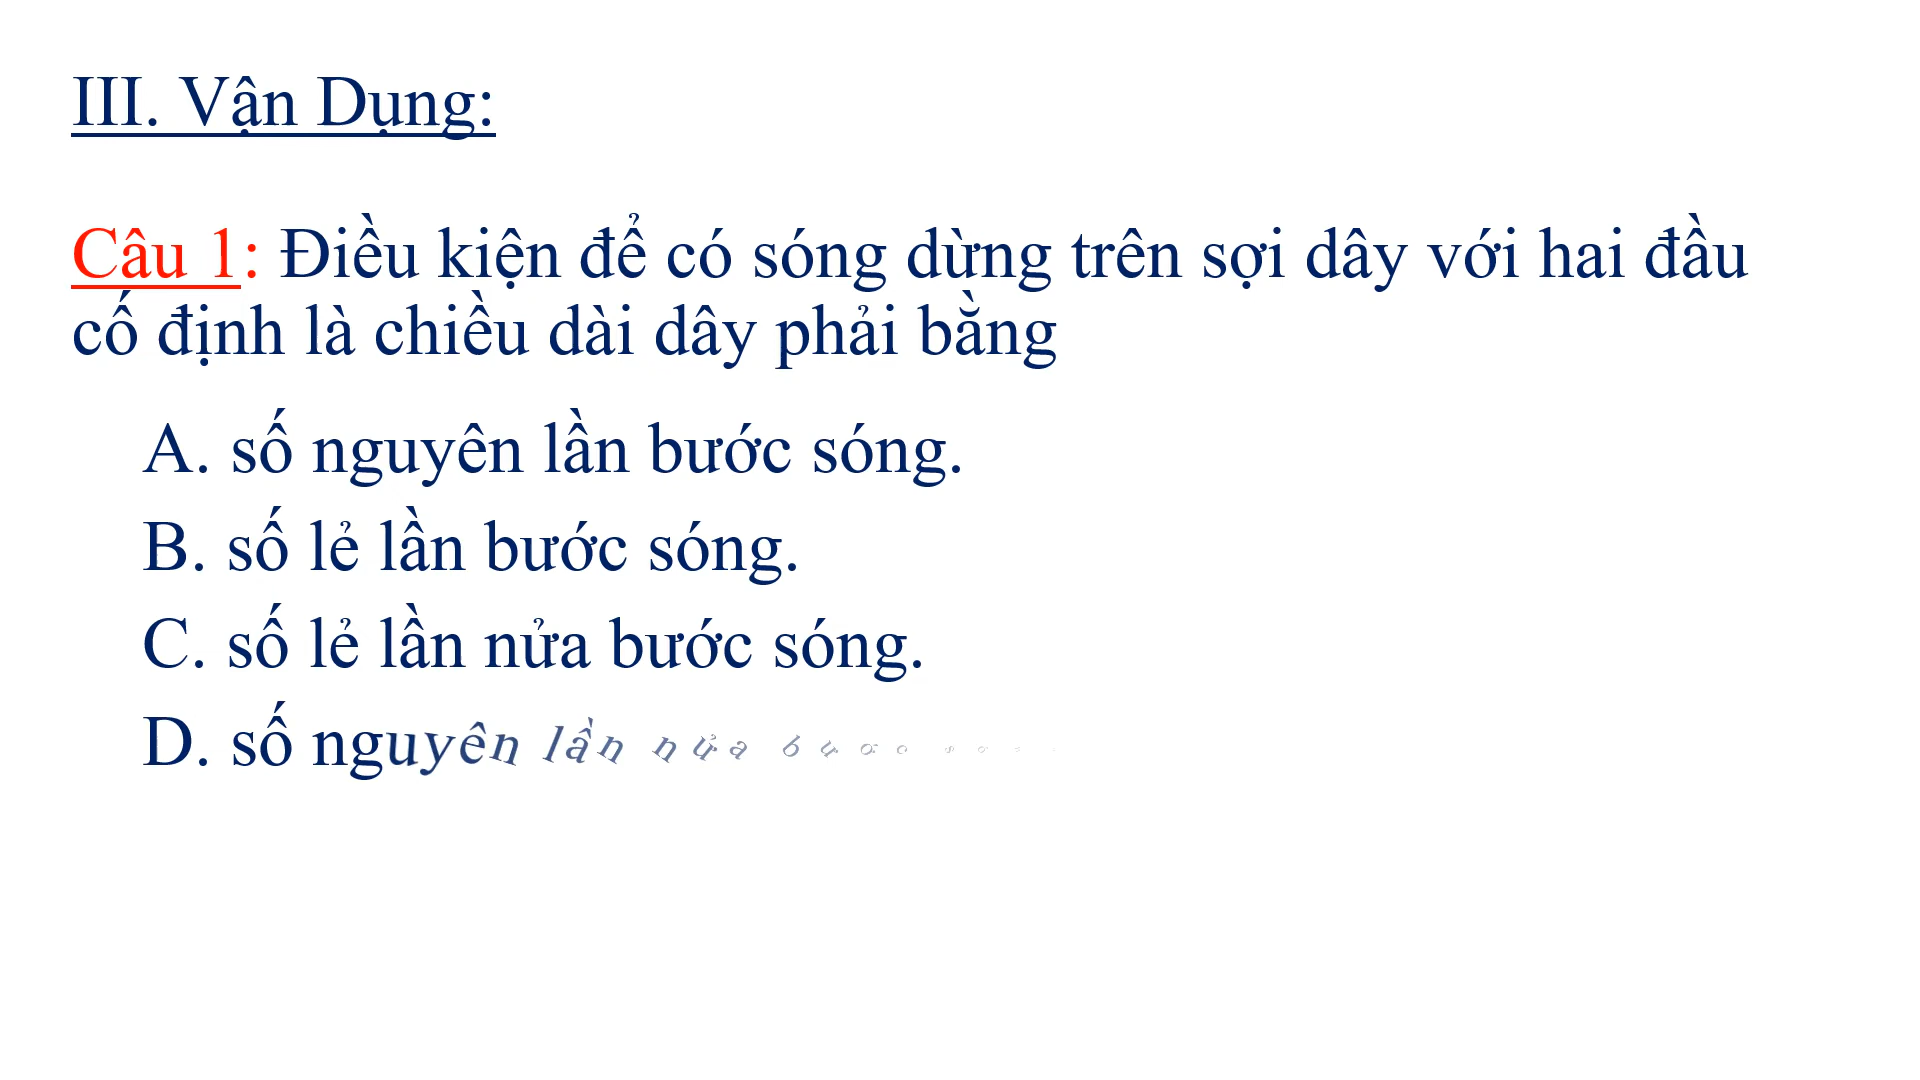 III. Vận Dụng:
Câu 1: Điều kiện để có sóng dừng trên sợi dây với hai đầu
cố định là chiều dài dây phải bằng
A. số nguyên lần bước sóng.
B. số lẻ lần bước sóng.
C. số lẻ lần nửa bước sóng.
D. số nguyên lần nửa bước